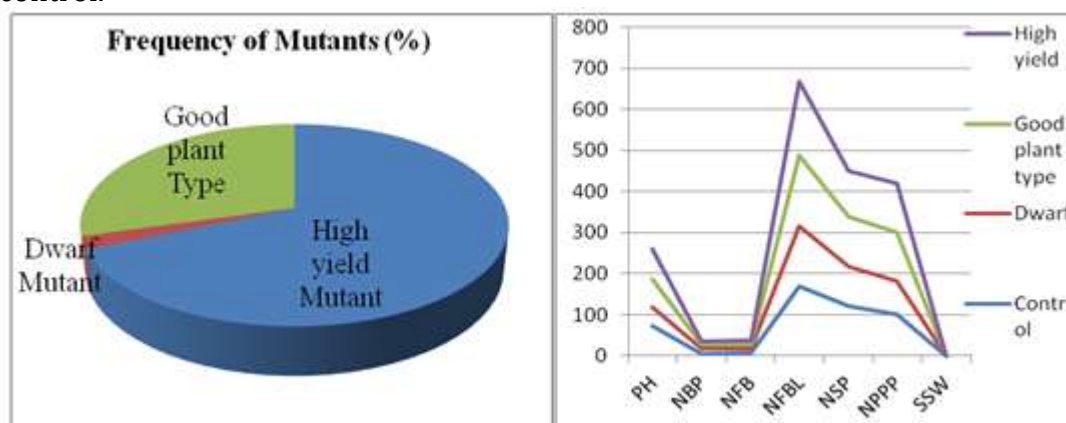 Frequency of Mutants (%)
Good
plant
Type
Dwarf
Mutant
High
yield
Mutant
800
700
600
500
400
300
200
100
0
PH
NBP
NFB
NFBL
NSP
NPPP
SSW
High
yield
Good
plant
type
Dwarf
Contr
ol